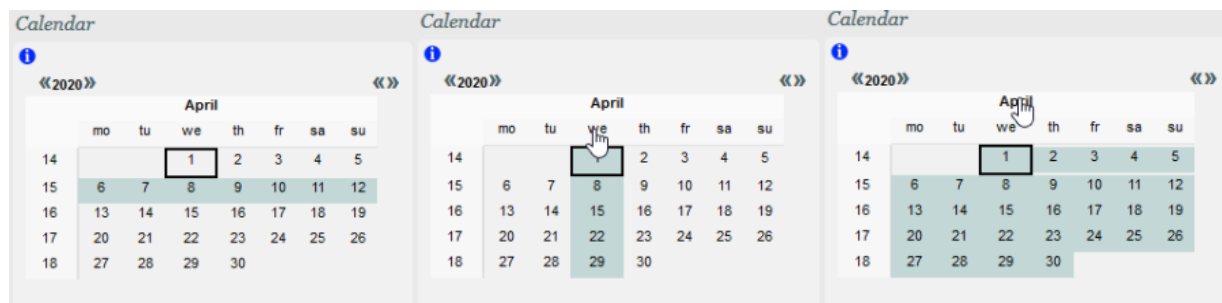 Calendar
i
«2020» «»
April
mo tu we th fr sa su
14 1 2 3 4 5
15 6 7 8 9 10 11 12
16 13 14 15 16 17 18 19
17 20 21 22 23 24 25 26
18 27 28 29 30
Calendar
i
«2020» «»
April
mo tu we th fr sa su
14 2 3 4 5
15 6 7 8 9 10 11 12
16 13 14 15 16 17 18 19
17 20 21 22 23 24 25 26
18 27 28 29 30
Calendar
i
«2020» «»
April
mo tu we th fr sa su
14 1 2 3 4 5
15 6 7 8 9 10 11 12
16 13 14 15 16 17 18 19
17 20 21 22 23 24 25 26
18 27 28 29 30